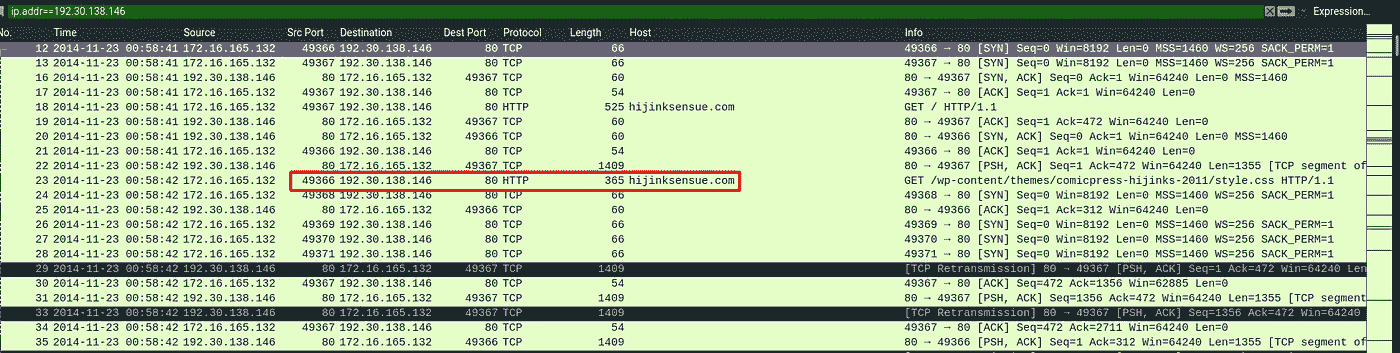 ip.addr==192.30.138.146 Expression…
No. Time Source Src Port Destination Dest Port Protocol Length Host Info
12 2014-11-23 00:58:41 172.16.165.132 49366 192.30.138.146 80 TCP 66 49366 → 80 [SYN] Seq=0 Win=8192 Len=0 MSS=1460 WS=256 SACK_PERM=1
13 2014-11-23 00:58:41 172.16.165.132 49367 192.30.138.146 80 TCP 66 49367 → 80 [SYN] Seq=0 Win=8192 Len=0 MSS=1460 WS=256 SACK_PERM=1
16 2014-11-23 00:58:41 192.30.138.146 80 172.16.165.132 49367 TCP 60 80 → 49367 [SYN, ACK] Seq=0 Ack=1 Win=64240 Len=0 MSS=1460
17 2014-11-23 00:58:41 172.16.165.132 49367 192.30.138.146 80 TCP 54 49367 → 80 [ACK] Seq=1 Ack=1 Win=64240 Len=0
18 2014-11-23 00:58:41 172.16.165.132 49367 192.30.138.146 80 HTTP 525 hijinksensue.com GET / HTTP/1.1
19 2014-11-23 00:58:41 192.30.138.146 80 172.16.165.132 49367 TCP 60 80 → 49367 [ACK] Seq=1 Ack=472 Win=64240 Len=0
20 2014-11-23 00:58:41 192.30.138.146 80 172.16.165.132 49366 TCP 60 80 → 49366 [SYN, ACK] Seq=0 Ack=1 Win=64240 Len=0 MSS=1460
21 2014-11-23 00:58:41 172.16.165.132 49366 192.30.138.146 80 TCP 54 49366 → 80 [ACK] Seq=1 Ack=1 Win=64240 Len=0
22 2014-11-23 00:58:42 192.30.138.146 80 172.16.165.132 49367 TCP 1409 80 → 49367 [PSH, ACK] Seq=1 Ack=472 Win=64240 Len=1355 [TCP segment of
23 2014-11-23 00:58:42 172.16.165.132 49366 192.30.138.146 80 HTTP 365 hijinksensue.com GET /wp-content/themes/comicpress-hijinks-2011/style.css HTTP/1.1
24 2014-11-23 00:58:42 172.16.165.132 49368 192.30.138.146 80 TCP 66 49368 → 80 [SYN] Seq=0 Win=8192 Len=0 MSS=1460 WS=256 SACK_PERM=1
25 2014-11-23 00:58:42 192.30.138.146 80 172.16.165.132 49366 TCP 60 80 → 49366 [ACK] Seq=1 Ack=312 Win=64240 Len=0
26 2014-11-23 00:58:42 172.16.165.132 49369 192.30.138.146 80 TCP 66 49369 → 80 [SYN] Seq=0 Win=8192 Len=0 MSS=1460 WS=256 SACK_PERM=1
27 2014-11-23 00:58:42 172.16.165.132 49370 192.30.138.146 80 TCP 66 49370 → 80 [SYN] Seq=0 Win=8192 Len=0 MSS=1460 WS=256 SACK_PERM=1
28 2014-11-23 00:58:42 172.16.165.132 49371 192.30.138.146 80 TCP 66 49371 → 80 [SYN] Seq=0 Win=8192 Len=0 MSS=1460 WS=256 SACK_PERM=1
29 2014-11-23 00:58:42 192.30.138.146 80 172.16.165.132 49367 TCP 1409 [TCP Retransmission] 80 → 49367 [PSH, ACK] Seq=1 Ack=472 Win=64240 Len
30 2014-11-23 00:58:42 172.16.165.132 49367 192.30.138.146 80 TCP 54 49367 → 80 [ACK] Seq=472 Ack=1356 Win=62885 Len=0
31 2014-11-23 00:58:42 192.30.138.146 80 172.16.165.132 49367 TCP 1409 80 → 49367 [PSH, ACK] Seq=1356 Ack=472 Win=64240 Len=1355 [TCP segment
33 2014-11-23 00:58:42 192.30.138.146 80 172.16.165.132 49367 TCP 1409 [TCP Retransmission] 80 → 49367 [PSH, ACK] Seq=1356 Ack=472 Win=64240
34 2014-11-23 00:58:42 172.16.165.132 49367 192.30.138.146 80 TCP 54 49367 → 80 [ACK] Seq=472 Ack=2711 Win=64240 Len=0
35 2014-11-23 00:58:42 192.30.138.146 80 172.16.165.132 49366 TCP 1409 80 → 49366 [PSH, ACK] Seq=1 Ack=312 Win=64240 Len=1355 [TCP segment of